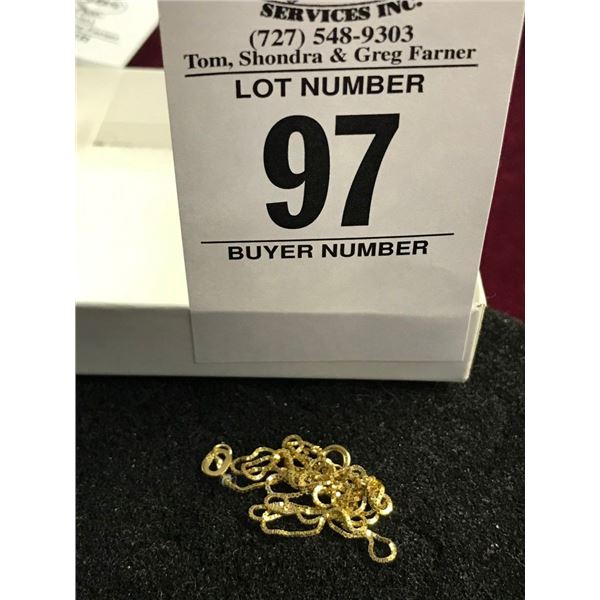 SERVICES INC.
(727) 548-9303
Tom, Shondra & Greg Farner
LOT NUMBER
97
BUYER NUMBER